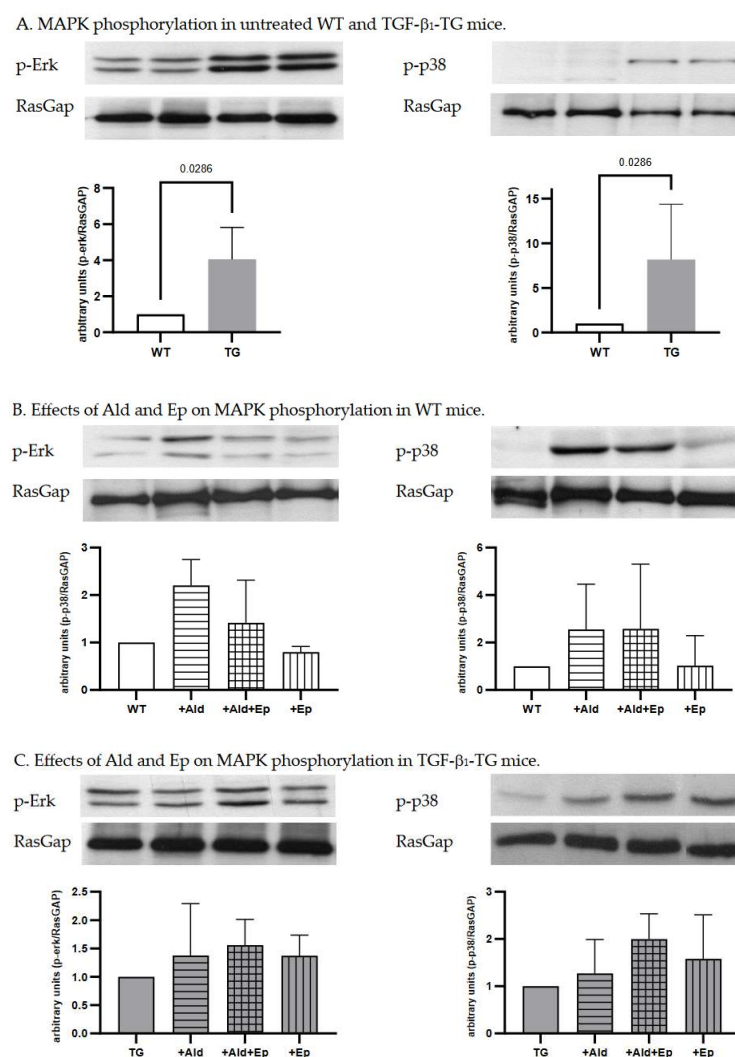 A. MAPK phosphorylation in untreated WT and TGF-β₁-TG mice.
p-Erk
p-p38
RasGap
RasGap
0.0286
0.0286
arbitrary units (p-erk/RasGAP)
8
6
4
2
0
WT TG
arbitrary units (p-p38/RasGAP)
15
10
5
0
WT TG
B. Effects of Ald and Ep on MAPK phosphorylation in WT mice.
p-Erk
p-p38
RasGap
RasGap
arbitrary units (p-p38/RasGAP)
3
2
1
0
WT +Ald +Ald+Ep +Ep
arbitrary units (p-p38/RasGAP)
6
4
2
0
WT +Ald +Ald+Ep +Ep
C. Effects of Ald and Ep on MAPK phosphorylation in TGF-β₁-TG mice.
p-Erk
p-p38
RasGap
RasGap
arbitrary units (p-erk/RasGAP)
2.5
2.0
1.5
1.0
0.5
0.0
TG +Ald +Ald+Ep +Ep
arbitrary units (p-p38/RasGAP)
3
2
1
0
TG +Ald +Ald+Ep +Ep